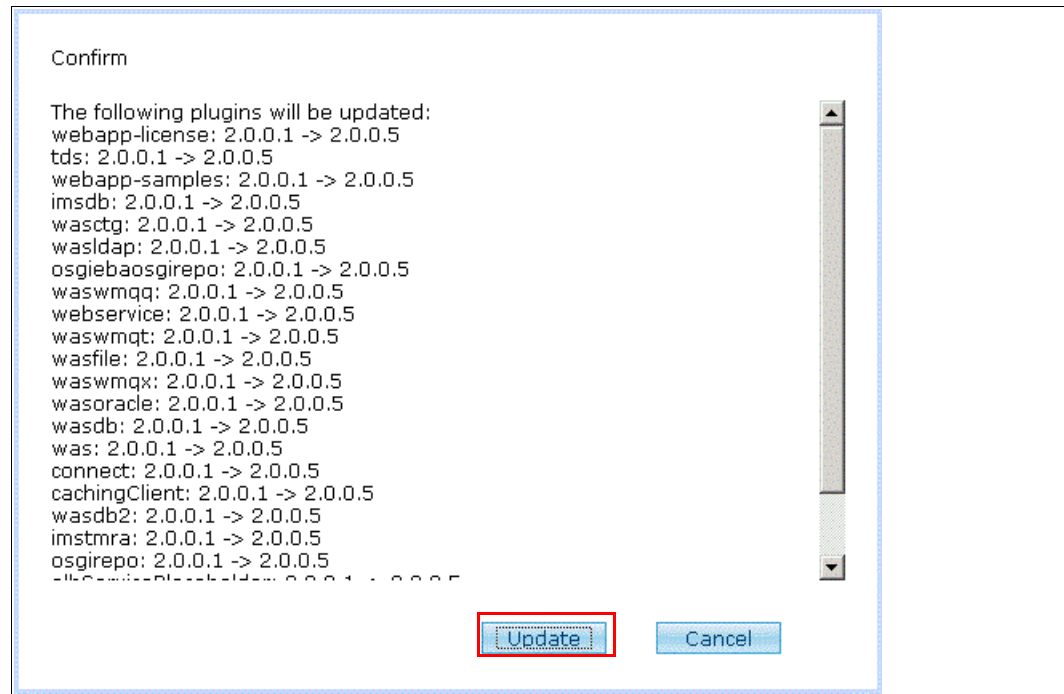 Confirm
The following plugins will be updated:
webapp-license: 2.0.0.1 -> 2.0.0.5
tds: 2.0.0.1 -> 2.0.0.5
webapp-samples: 2.0.0.1 -> 2.0.0.5
imsdb: 2.0.0.1 -> 2.0.0.5
wasctg: 2.0.0.1 -> 2.0.0.5
wasldap: 2.0.0.1 -> 2.0.0.5
osgiebaosgirepo: 2.0.0.1 -> 2.0.0.5
waswmqq: 2.0.0.1 -> 2.0.0.5
webservice: 2.0.0.1 -> 2.0.0.5
waswmqt: 2.0.0.1 -> 2.0.0.5
wasfile: 2.0.0.1 -> 2.0.0.5
waswmqx: 2.0.0.1 -> 2.0.0.5
wasoracle: 2.0.0.1 -> 2.0.0.5
wasdb: 2.0.0.1 -> 2.0.0.5
was: 2.0.0.1 -> 2.0.0.5
connect: 2.0.0.1 -> 2.0.0.5
cachingClient: 2.0.0.1 -> 2.0.0.5
wasdb2: 2.0.0.1 -> 2.0.0.5
imstmra: 2.0.0.1 -> 2.0.0.5
osgirepo: 2.0.0.1 -> 2.0.0.5
Update Cancel